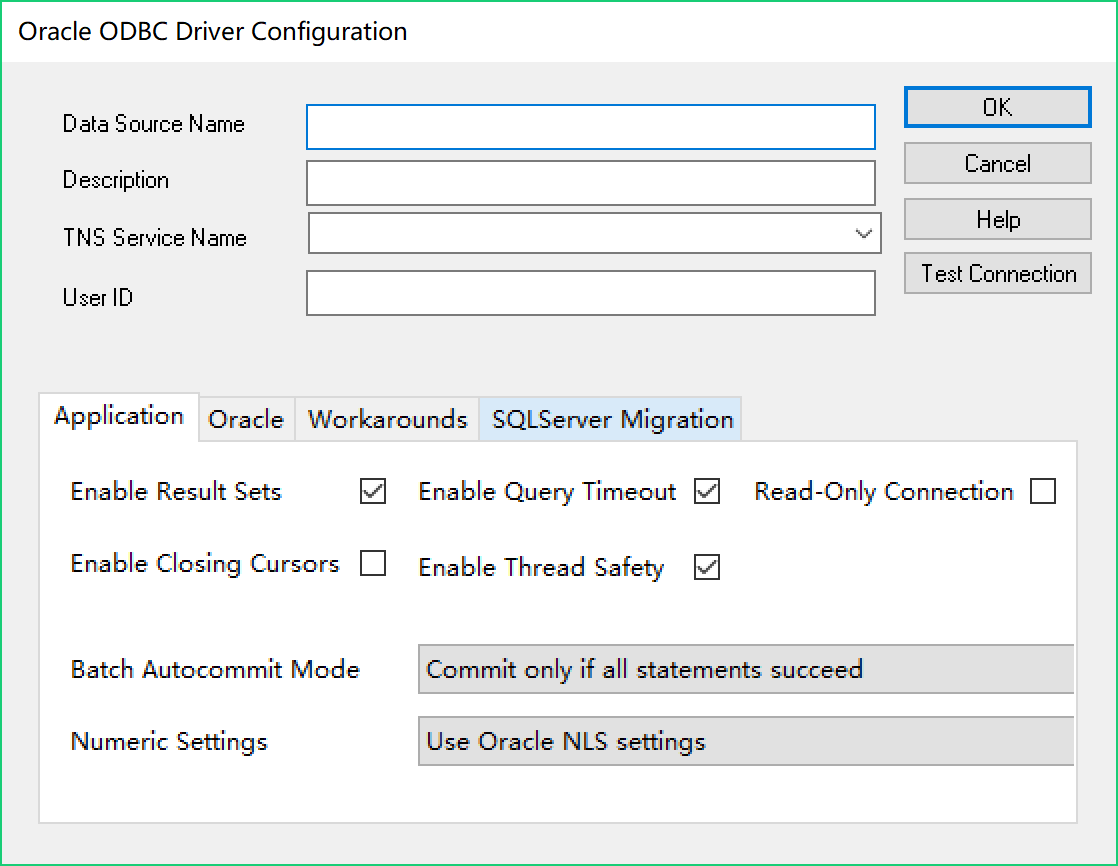 Oracle ODBC Driver Configuration
Data Source Name
OK
Description
Cancel
TNS Service Name
Help
User ID
Test Connection
Application Oracle Workarounds SQLServer Migration
Enable Result Sets Enable Query Timeout Read-Only Connection
Enable Closing Cursors Enable Thread Safety
Batch Autocommit Mode Commit only if all statements succeed
Numeric Settings Use Oracle NLS settings